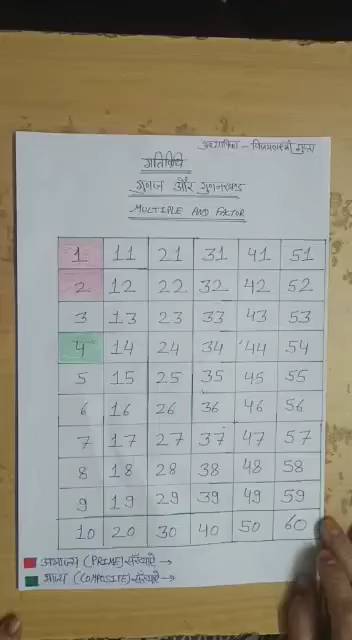 अध्यापिका - विजयलक्ष्मी गुप्ता
गतिविधि
गुणज और गुणनखण्ड
MULTIPLE AND FACTOR
1 11 21 31 41 51
2 12 22 32 42 52
3 13 23 33 43 53
4 14 24 34 44 54
5 15 25 35 45 55
6 16 26 36 46 56
7 17 27 37 47 57
8 18 28 38 48 58
9 19 29 39 49 59
10 20 30 40 50 60
अभाज्य (PRIME) संख्याएँ →
भाज्य (COMPOSITE) संख्याएँ →